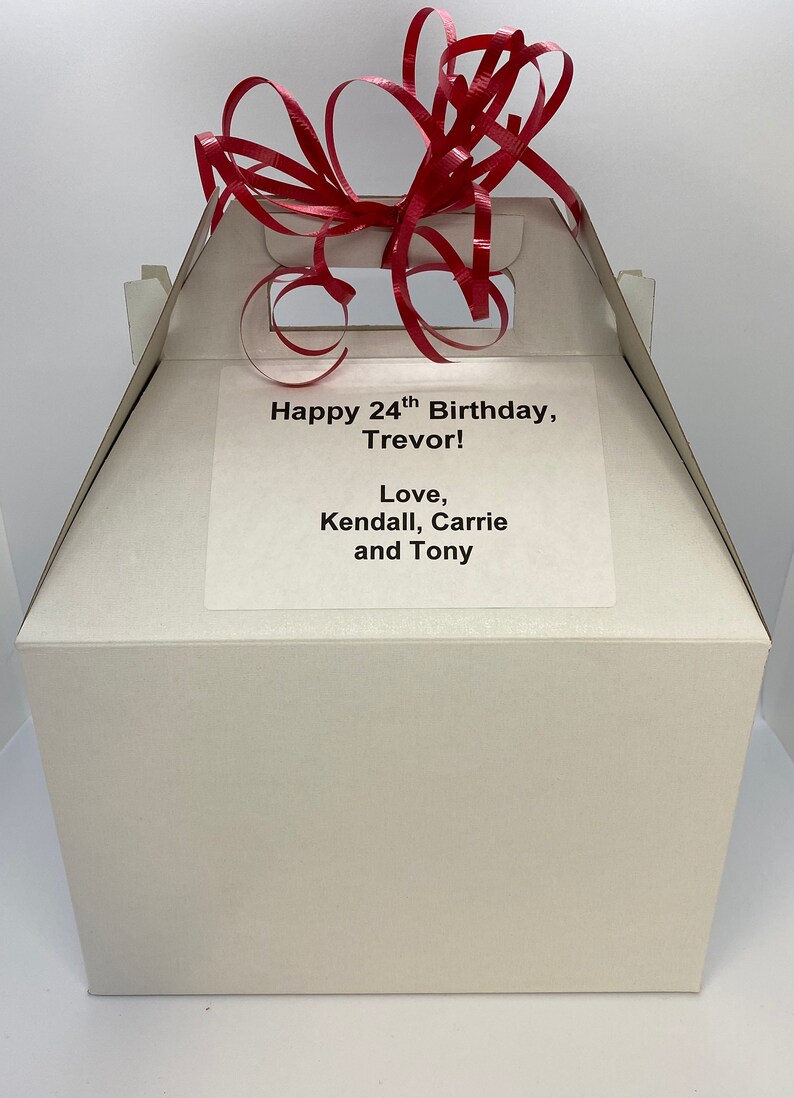 Happy 24th Birthday,
Trevor!
Love,
Kendall, Carrie
and Tony